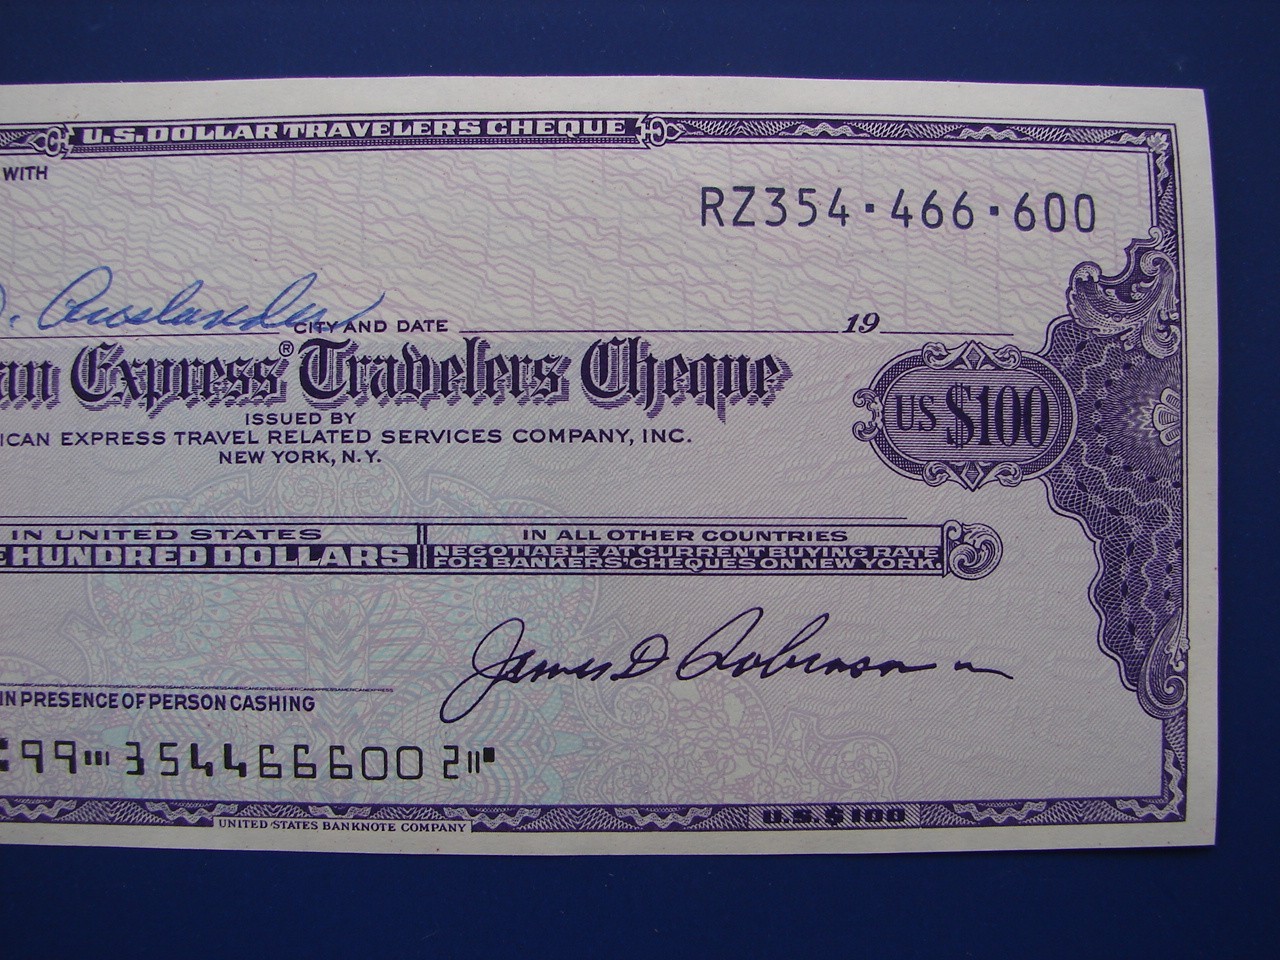 U.S. DOLLAR TRAVELERS CHEQUE
WITH
RZ354·466·600
CITY AND DATE 19
an Express® Travelers Cheque
ISSUED BY
ICAN EXPRESS TRAVEL RELATED SERVICES COMPANY, INC.
NEW YORK, N.Y.
US $100
IN UNITED STATES
E HUNDRED DOLLARS
IN ALL OTHER COUNTRIES
NEGOTIABLE AT CURRENT BUYING RATE
FOR BANKERS' CHEQUES ON NEW YORK.
James D Robinson
IN PRESENCE OF PERSON CASHING
99⑈354466600 2⑈
UNITED STATES BANKNOTE COMPANY
U.S. $100